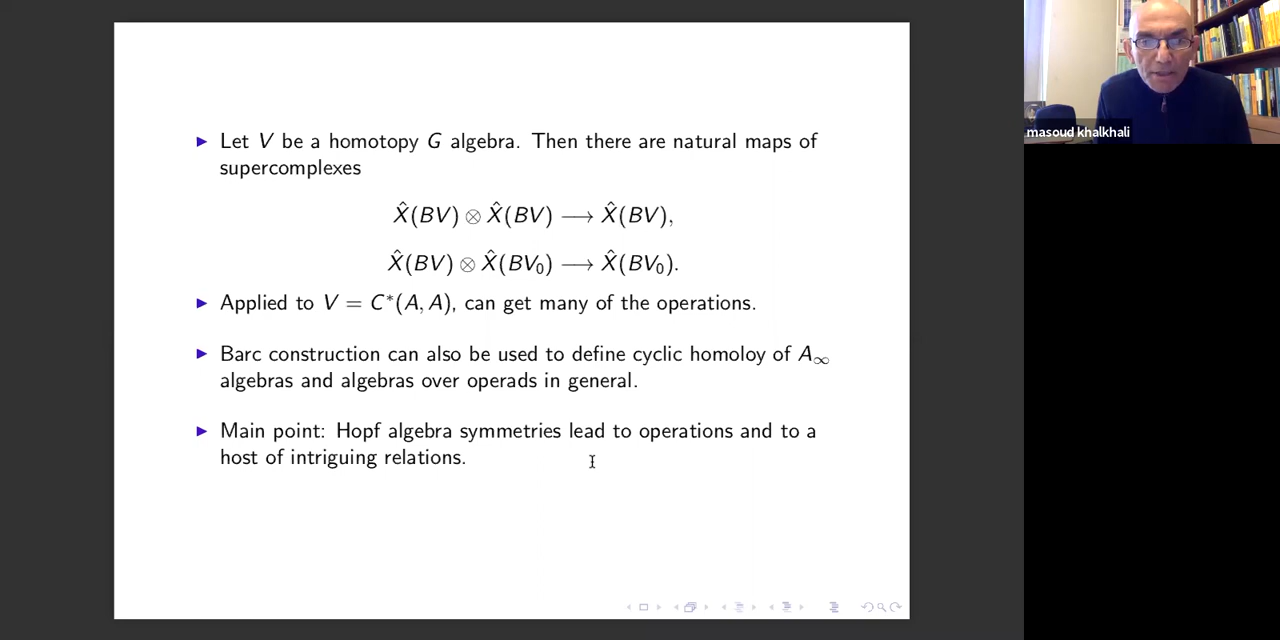 Let V be a homotopy G algebra. Then there are natural maps of
supercomplexes
X̂(BV) ⊗ X̂(BV) ⟶ X̂(BV),
X̂(BV) ⊗ X̂(BV₀) ⟶ X̂(BV₀).
Applied to V = C*(A, A), can get many of the operations.
Barc construction can also be used to define cyclic homoloy of A∞
algebras and algebras over operads in general.
Main point: Hopf algebra symmetries lead to operations and to a
host of intriguing relations.
masoud khalkhali